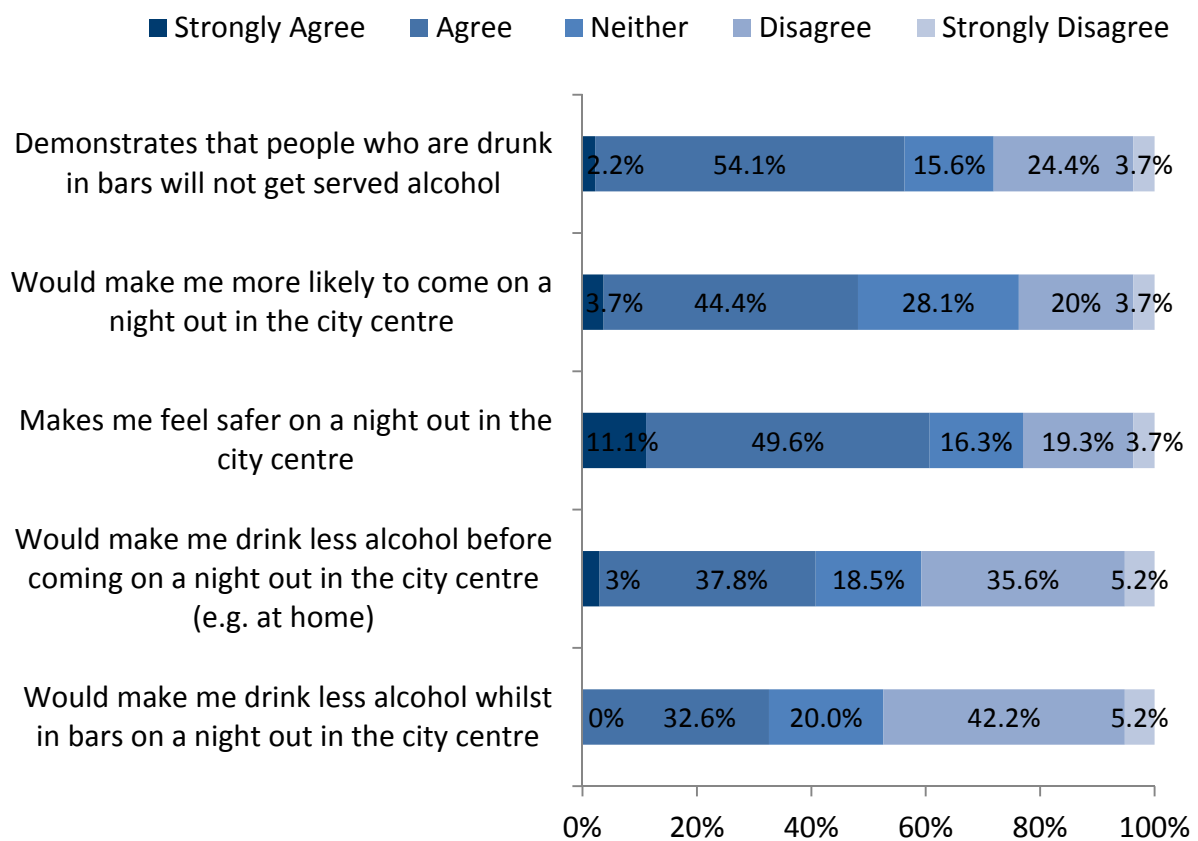 Strongly Agree Agree Neither Disagree Strongly Disagree
Demonstrates that people who are drunk
in bars will not get served alcohol
2.2% 54.1% 15.6% 24.4% 3.7%
Would make me more likely to come on a
night out in the city centre
3.7% 44.4% 28.1% 20% 3.7%
Makes me feel safer on a night out in the
city centre
11.1% 49.6% 16.3% 19.3% 3.7%
Would make me drink less alcohol before
coming on a night out in the city centre
(e.g. at home)
3% 37.8% 18.5% 35.6% 5.2%
Would make me drink less alcohol whilst
in bars on a night out in the city centre
0% 32.6% 20.0% 42.2% 5.2%
0% 20% 40% 60% 80% 100%